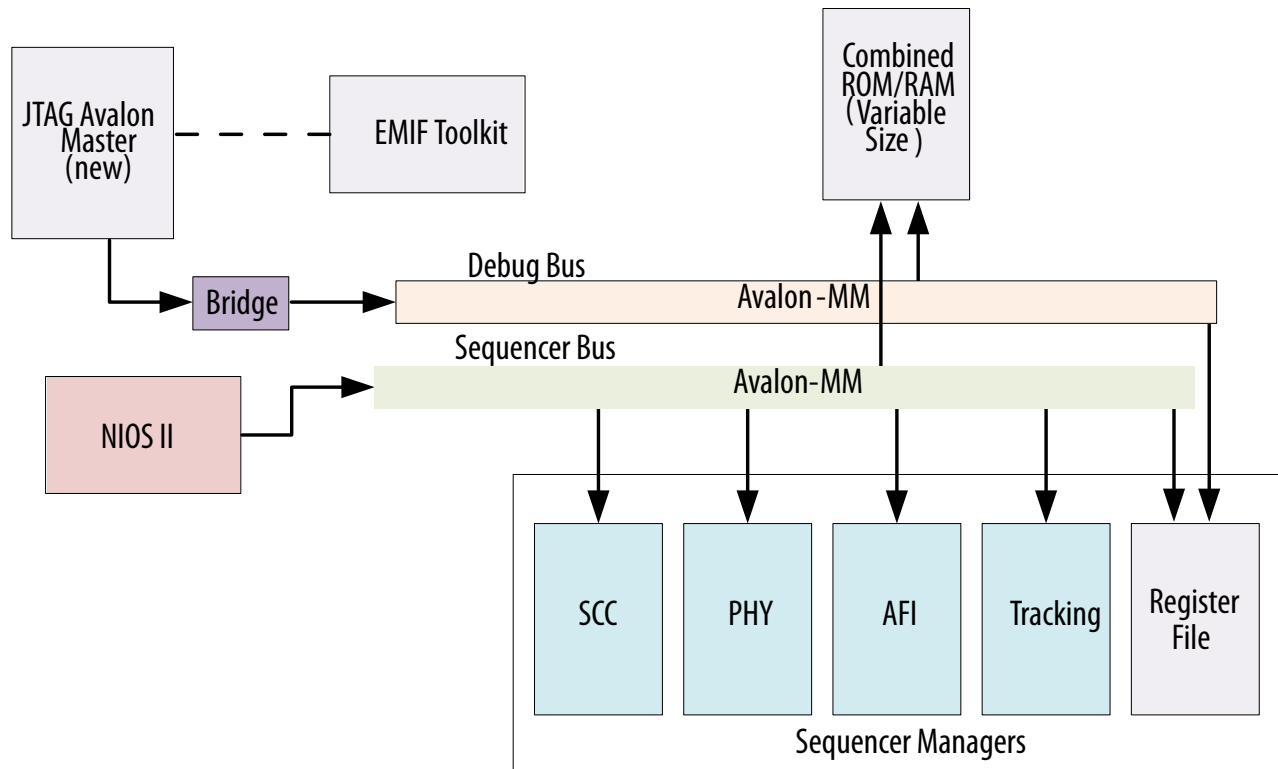 JTAG Avalon
Master
(new)
EMIF Toolkit
Combined
ROM/RAM
(Variable
Size )
Debug Bus
Bridge
Avalon -MM
Sequencer Bus
Avalon-MM
NIOS II
SCC
PHY
AFI
Tracking
Register
File
Sequencer Managers